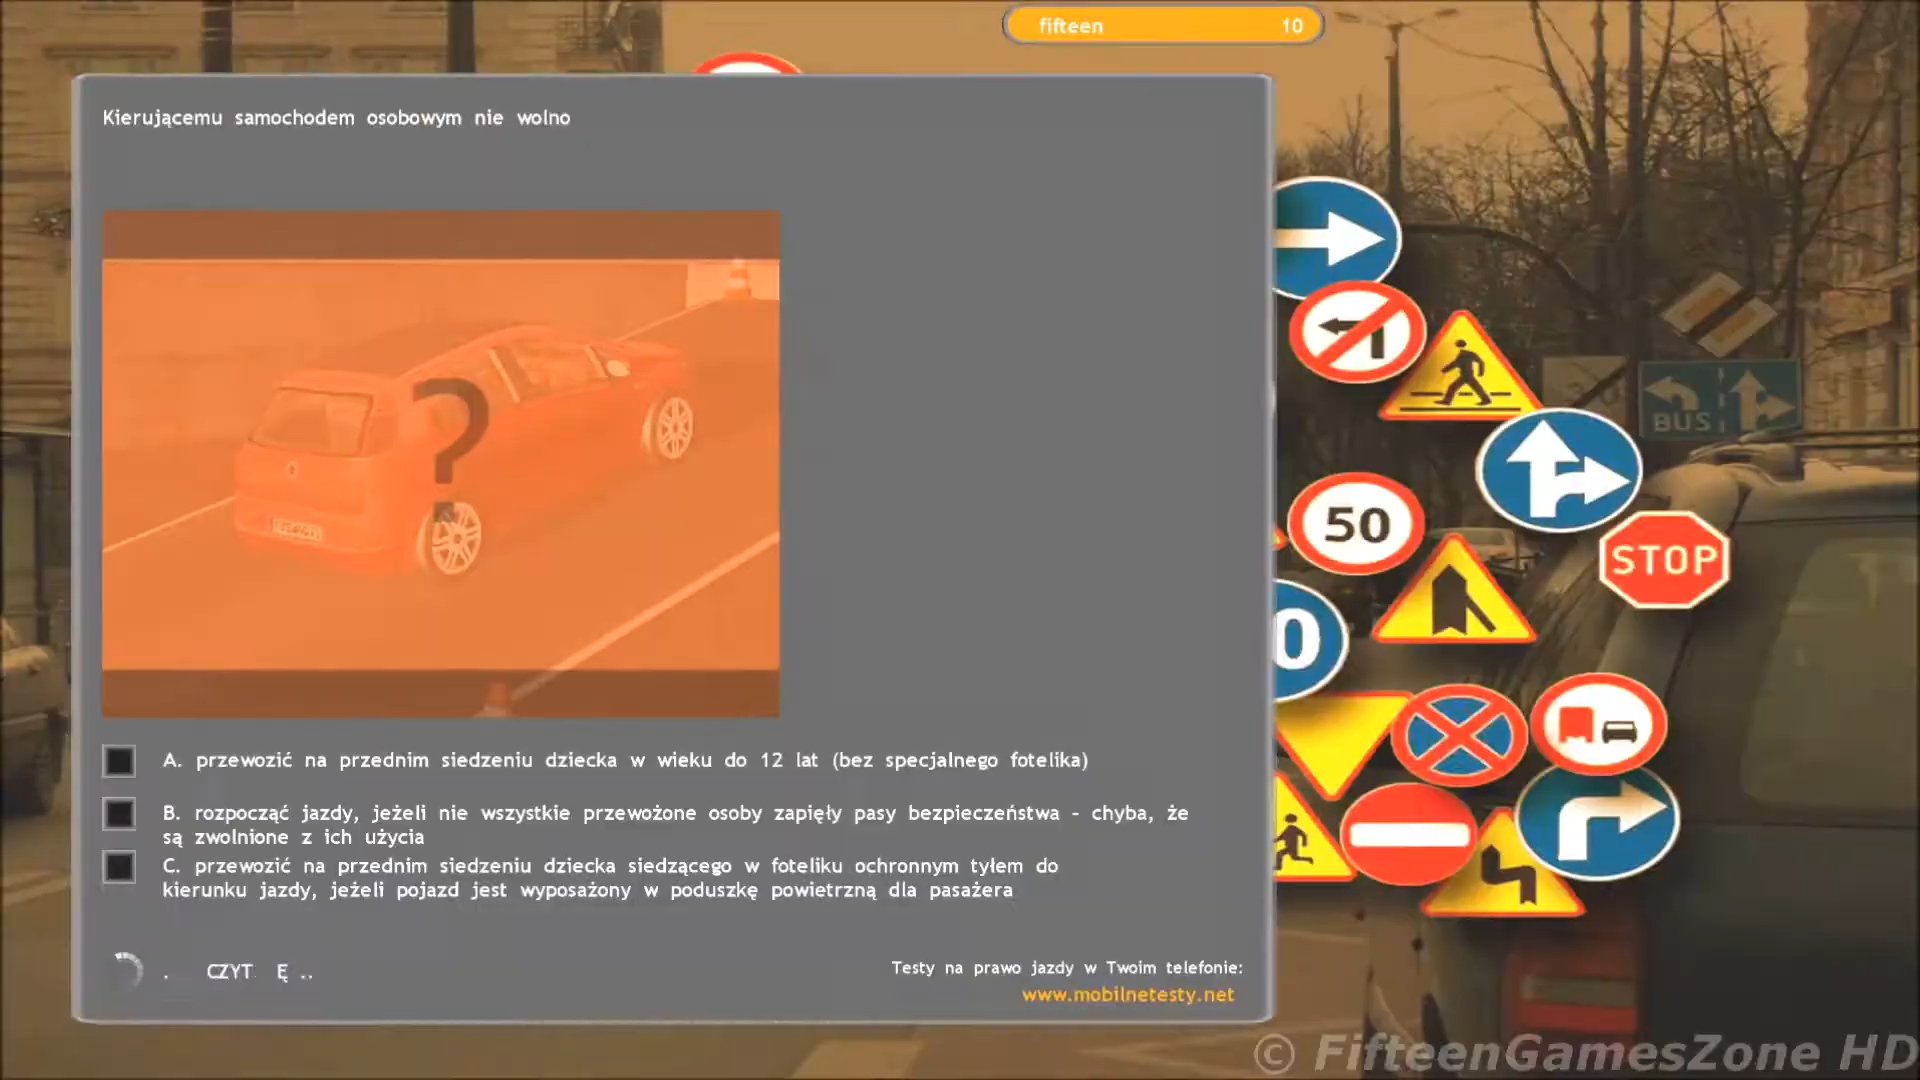 fifteen 10
Kierującemu samochodem osobowym nie wolno
?
BUS
50
STOP
0
A. przewozić na przednim siedzeniu dziecka w wieku do 12 lat (bez specjalnego fotelika)
B. rozpocząć jazdy, jeżeli nie wszystkie przewożone osoby zapięły pasy bezpieczeństwa - chyba, że
są zwolnione z ich użycia
C. przewozić na przednim siedzeniu dziecka siedzącego w foteliku ochronnym tyłem do
kierunku jazdy, jeżeli pojazd jest wyposażony w poduszkę powietrzną dla pasażera
. CZYT Ę ..
Testy na prawo jazdy w Twoim telefonie:
www.mobilnetesty.net
© FifteenGamesZone HD